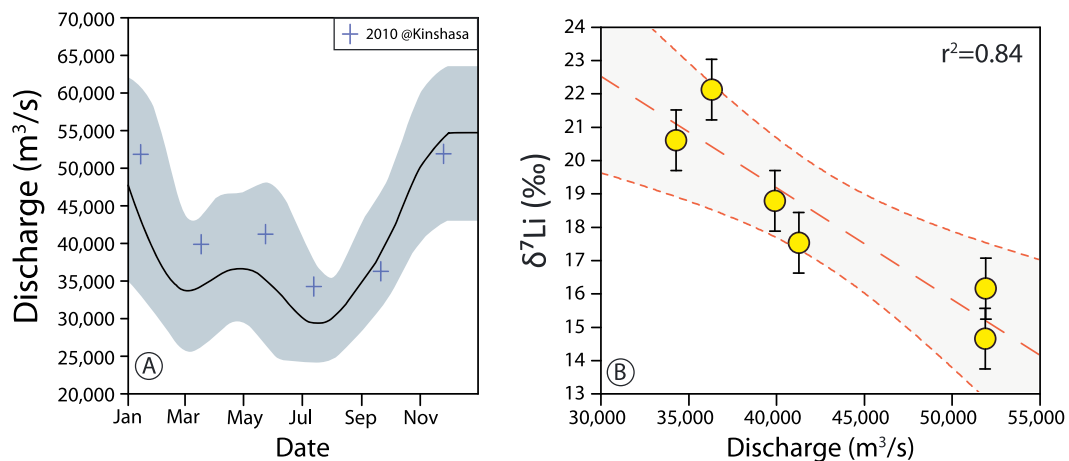 70,000
65,000
60,000
55,000
50,000
45,000
40,000
35,000
30,000
25,000
20,000
Discharge (m³/s)
2010 @Kinshasa
A
Jan Mar May Jul Sep Nov
Date
24
23
22
21
20
19
18
17
16
15
14
13
δ⁷Li (‰)
r²=0.84
B
30,000 40,000 45,000 50,000 55,000
Discharge (m³/s)